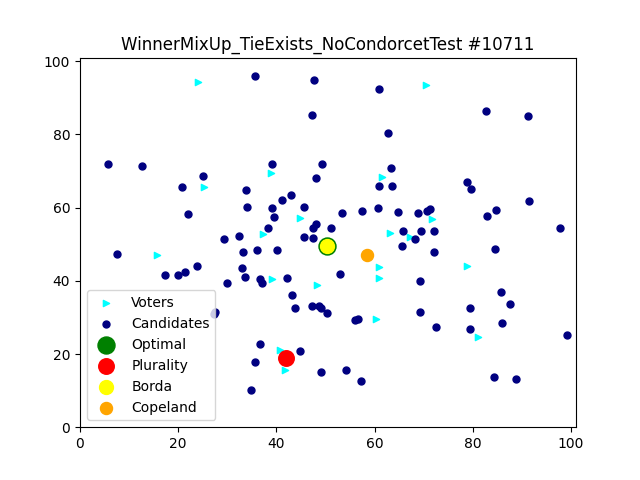 WinnerMixUp_TieExists_NoCondorcetTest #10711
100
80
60
40
20
0
Voters
Candidates
Optimal
Plurality
Borda
Copeland
0 20 40 60 80 100